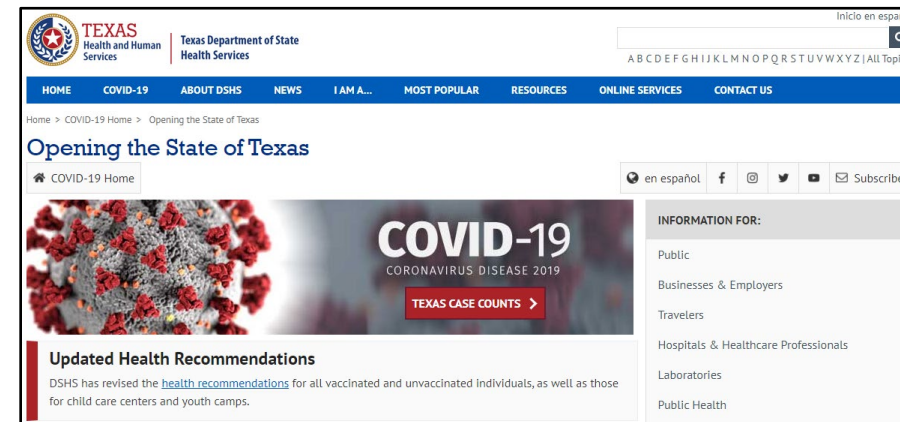 Inicio en españ
TEXAS
Health and Human
Services
Texas Department of State
Health Services
A B C D E F G H I J K L M N O P Q R S T U V W X Y Z | All Topi
HOME COVID-19 ABOUT DSHS NEWS I AM A... MOST POPULAR RESOURCES ONLINE SERVICES CONTACT US
Home > COVID-19 Home > Opening the State of Texas
Opening the State of Texas
COVID-19 Home
en español
Subscribe
COVID-19
CORONAVIRUS DISEASE 2019
TEXAS CASE COUNTS
Updated Health Recommendations
DSHS has revised the health recommendations for all vaccinated and unvaccinated individuals, as well as those
for child care centers and youth camps.
INFORMATION FOR:
Public
Businesses & Employers
Travelers
Hospitals & Healthcare Professionals
Laboratories
Public Health